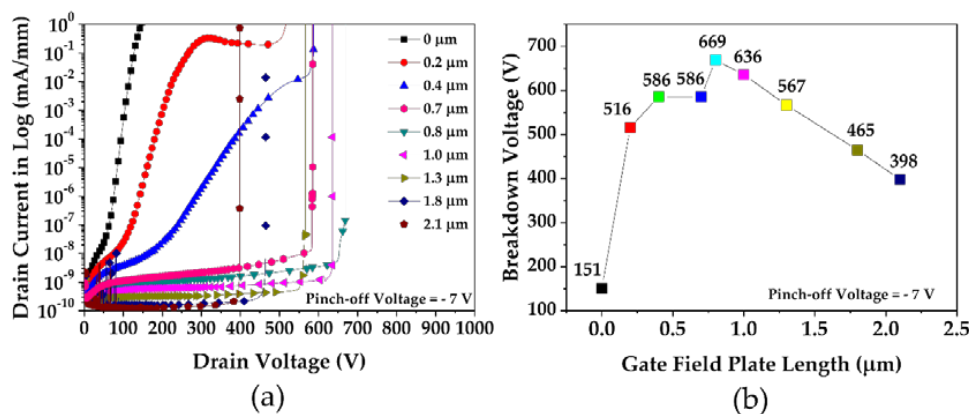 Drain Current in Log (mA/mm)
10^0
10^-1
10^-2
10^-3
10^-4
10^-5
10^-6
10^-7
10^-8
10^-9
10^-10
0 μm
0.2 μm
0.4 μm
0.7 μm
0.8 μm
1.0 μm
1.3 μm
1.8 μm
2.1 μm
Pinch-off Voltage = - 7 V
0 100 200 300 400 500 600 700 800 900 1000
Drain Voltage (V)
(a)
Breakdown Voltage (V)
700
600
500
400
300
200
100
151
516
586
586
669
636
567
465
398
Pinch-off Voltage = - 7 V
0.0 0.5 1.0 1.5 2.0 2.5
Gate Field Plate Length (μm)
(b)